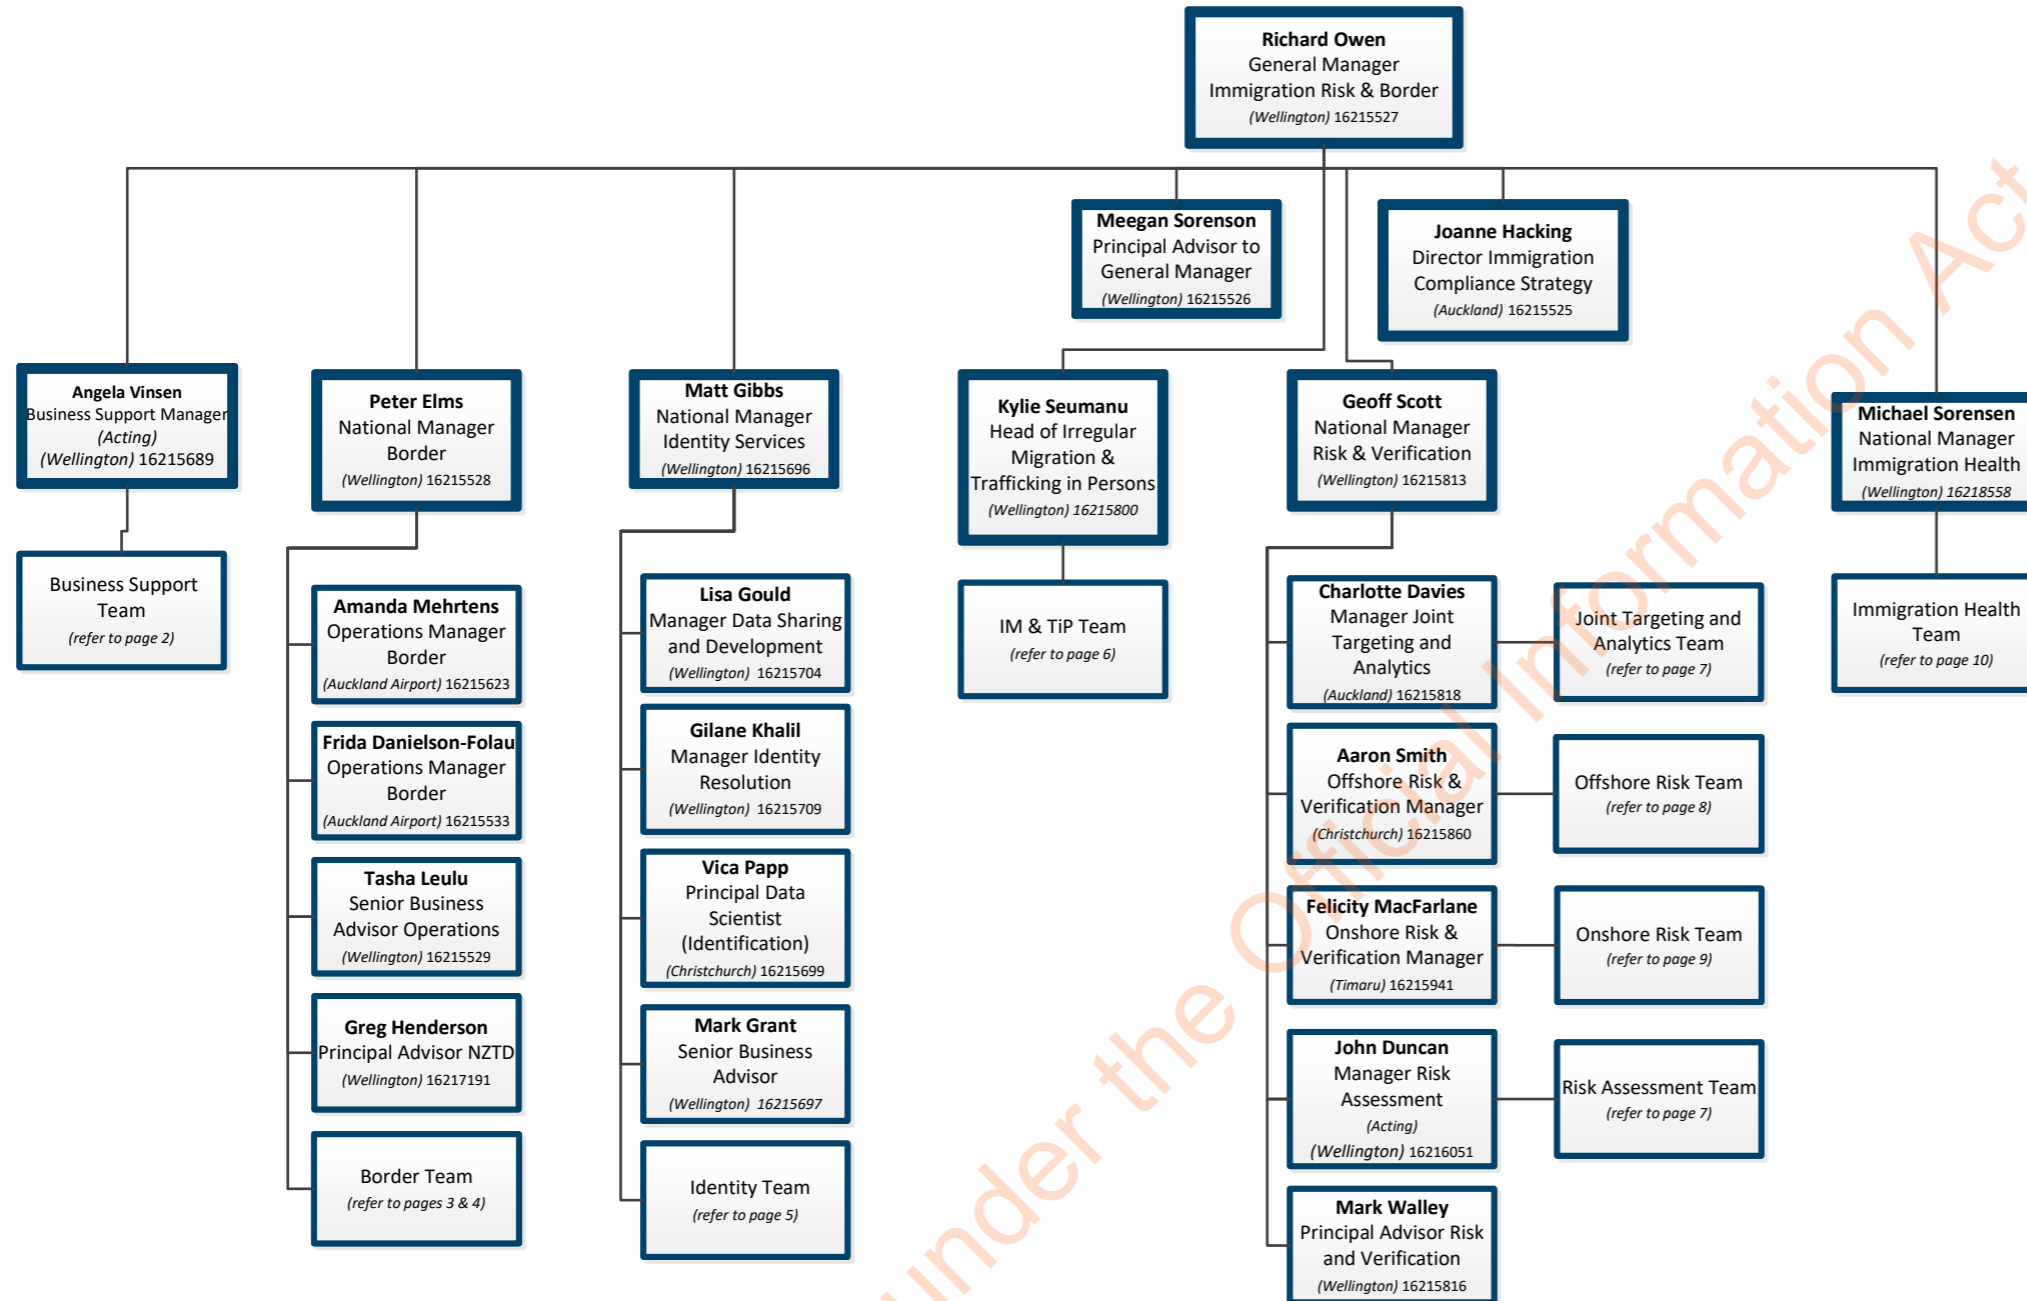 Richard Owen
General Manager
Immigration Risk & Border
(Wellington) 16215527
Meegan Sorenson
Principal Advisor to
General Manager
(Wellington) 16215526
Joanne Hacking
Director Immigration
Compliance Strategy
(Auckland) 16215525
Angela Vinsen
Business Support Manager
(Acting)
(Wellington) 16215689
Peter Elms
National Manager
Border
(Wellington) 16215528
Matt Gibbs
National Manager
Identity Services
(Wellington) 16215696
Kylie Seumanu
Head of Irregular
Migration &
Trafficking in Persons
(Wellington) 16215800
Geoff Scott
National Manager
Risk & Verification
(Wellington) 16215813
Michael Sorensen
National Manager
Immigration Health
(Wellington) 16218558
Business Support
Team
(refer to page 2)
Amanda Mehrtens
Operations Manager
Border
(Auckland Airport) 16215623
Frida Danielson-Folau
Operations Manager
Border
(Auckland Airport) 16215533
Tasha Leulu
Senior Business
Advisor Operations
(Wellington) 16215529
Greg Henderson
Principal Advisor NZTD
(Wellington) 16217191
Border Team
(refer to pages 3 & 4)
Lisa Gould
Manager Data Sharing
and Development
(Wellington) 16215704
Gilane Khalil
Manager Identity
Resolution
(Wellington) 16215709
Vica Papp
Principal Data
Scientist
(Identification)
(Christchurch) 16215699
Mark Grant
Senior Business
Advisor
(Wellington) 16215697
Identity Team
(refer to page 5)
IM & TiP Team
(refer to page 6)
Charlotte Davies
Manager Joint
Targeting and
Analytics
(Auckland) 16215818
Joint Targeting and
Analytics Team
(refer to page 7)
Aaron Smith
Offshore Risk &
Verification Manager
(Christchurch) 16215860
Offshore Risk Team
(refer to page 8)
Felicity MacFarlane
Onshore Risk &
Verification Manager
(Timaru) 16215941
Onshore Risk Team
(refer to page 9)
John Duncan
Manager Risk
Assessment
(Acting)
(Wellington) 16216051
Risk Assessment Team
(refer to page 7)
Mark Walley
Principal Advisor Risk
and Verification
(Wellington) 16215816
Immigration Health
Team
(refer to page 10)
under the Official Information Act